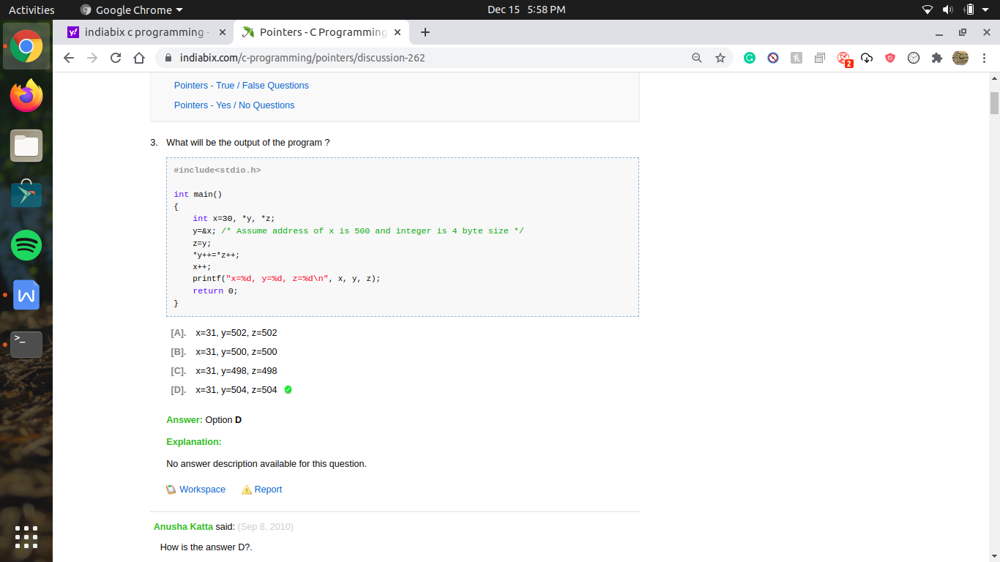 Activities Google Chrome Dec 15 5:58 PM
indiabix c programming - Pointers - C Programming
indiabix.com/c-programming/pointers/discussion-262 2
Pointers - True / False Questions
Pointers - Yes / No Questions
3. What will be the output of the program ?
#include<stdio.h>
int main()
{
int x=30, *y, *z;
y=&x; /* Assume address of x is 500 and integer is 4 byte size */
z=y;
*y++=*z++;
x++;
printf("x=%d, y=%d, z=%d\n", x, y, z);
return 0;
}
[A]. x=31, y=502, z=502
[B]. x=31, y=500, z=500
[C]. x=31, y=498, z=498
[D]. x=31, y=504, z=504
Answer: Option D
Explanation:
No answer description available for this question.
Workspace Report
Anusha Katta said: (Sep 8, 2010)
How is the answer D?.